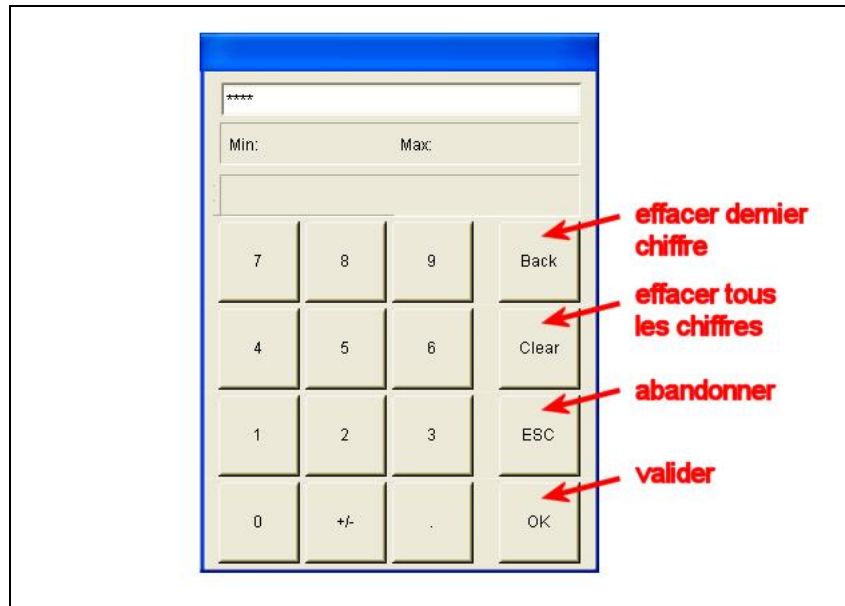 ****
Min: Max:
7 8 9 Back
effacer dernier
chiffre
4 5 6 Clear
effacer tous
les chiffres
1 2 3 ESC
abandonner
0 +/- . OK
valider